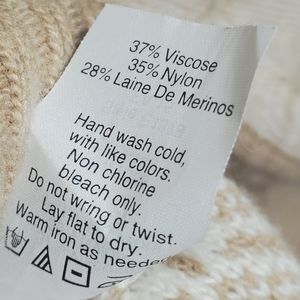 37% Viscose
35% Nylon
28% Laine De Merinos
Hand wash cold,
with like colors.
Non chlorine
bleach only.
Do not wring or twist.
Lay flat to dry.
Warm iron as needed